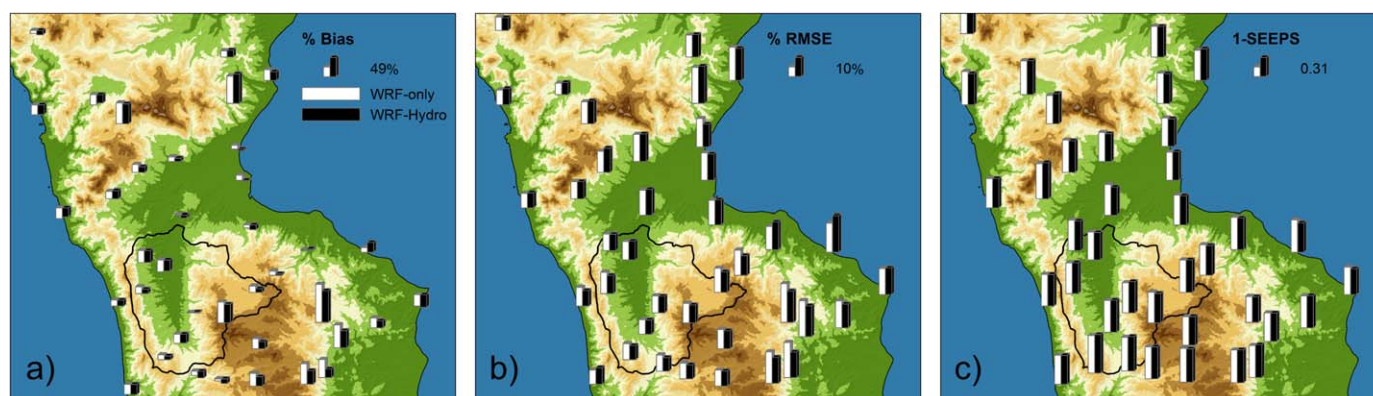 % Bias
49%
WRF-only
WRF-Hydro
a)
% RMSE
10%
b)
1-SEEPS
0.31
c)